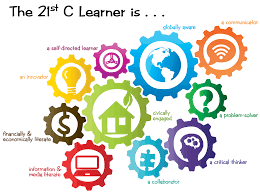 The 21st C Learner is . . .
globally aware
a communicator
a self-directed learner
an innovator
a problem-solver
civically
engaged
financially &
economically literate
a critical thinker
information &
media literate
a collaborator